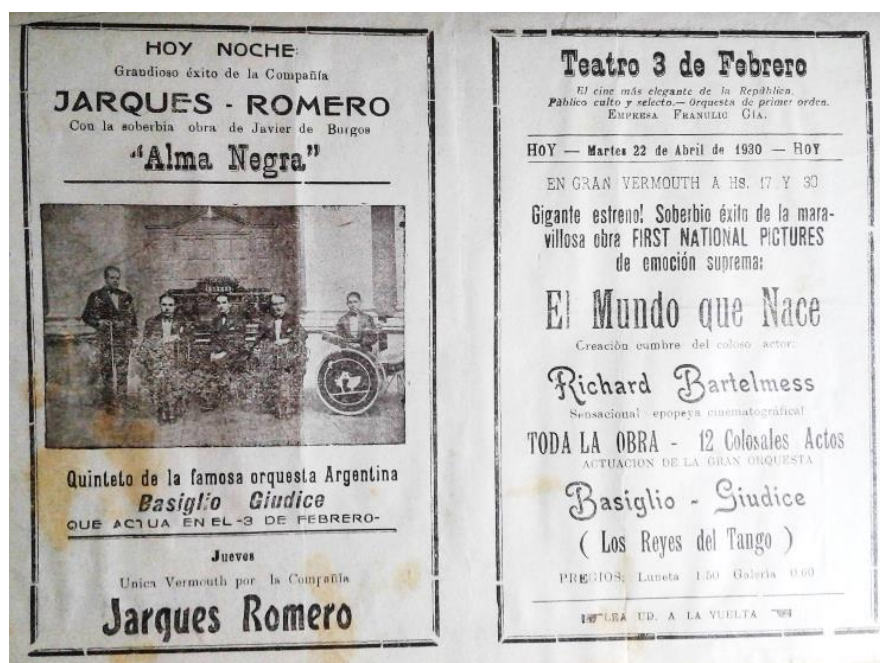 HOY NOCHE:
Grandioso éxito de la Compañía
JARQUES - ROMERO
Con la soberbia obra de Javier de Burgos
"Alma Negra"
Quinteto de la famosa orquesta Argentina
Basiglio Giudice
QUE ACTUA EN EL -3 DE FEBRERO-
Jueves
Unica Vermouth por la Compañía
Jarques Romero
Teatro 3 de Febrero
El cine más elegante de la República.
Público culto y selecto.— Orquesta de primer orden.
EMPRESA FRANULIC CIA.
HOY — Martes 22 de Abril de 1930 — HOY
EN GRAN VERMOUTH A HS. 17 Y 30
Gigante estreno! Soberbio éxito de la mara-
villosa obra FIRST NATIONAL PICTURES
de emoción suprema:
El Mundo que Nace
Creación cumbre del coloso actor:
Richard Bartelmess
Sensacional epopeya cinematográfica!
TODA LA OBRA - 12 Colosales Actos
ACTUACION DE LA GRAN ORQUESTA
Basiglio - Giudice
( Los Reyes del Tango )
PRECIOS: Luneta 1.50 Galería 0.60
LEA UD. A LA VUELTA